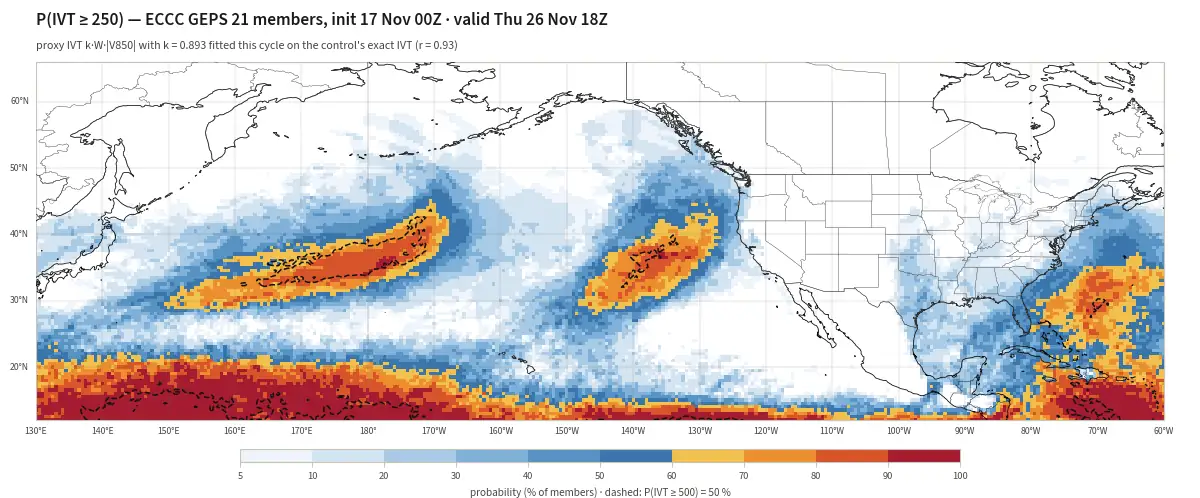 P(IVT ≥ 250) — ECCC GEPS 21 members, init 17 Nov 00Z · valid Thu 26 Nov 18Z
proxy IVT k·W·|V850| with k = 0.893 fitted this cycle on the control's exact IVT (r = 0.93)
60°N
50°N
40°N
30°N
20°N
130°E 140°E 150°E 160°E 170°E 180° 170°W 160°W 150°W 140°W 130°W 120°W 110°W 100°W 90°W 80°W 70°W 60°W
5 10 20 30 40 50 60 70 80 90 100
probability (% of members) · dashed: P(IVT ≥ 500) = 50 %